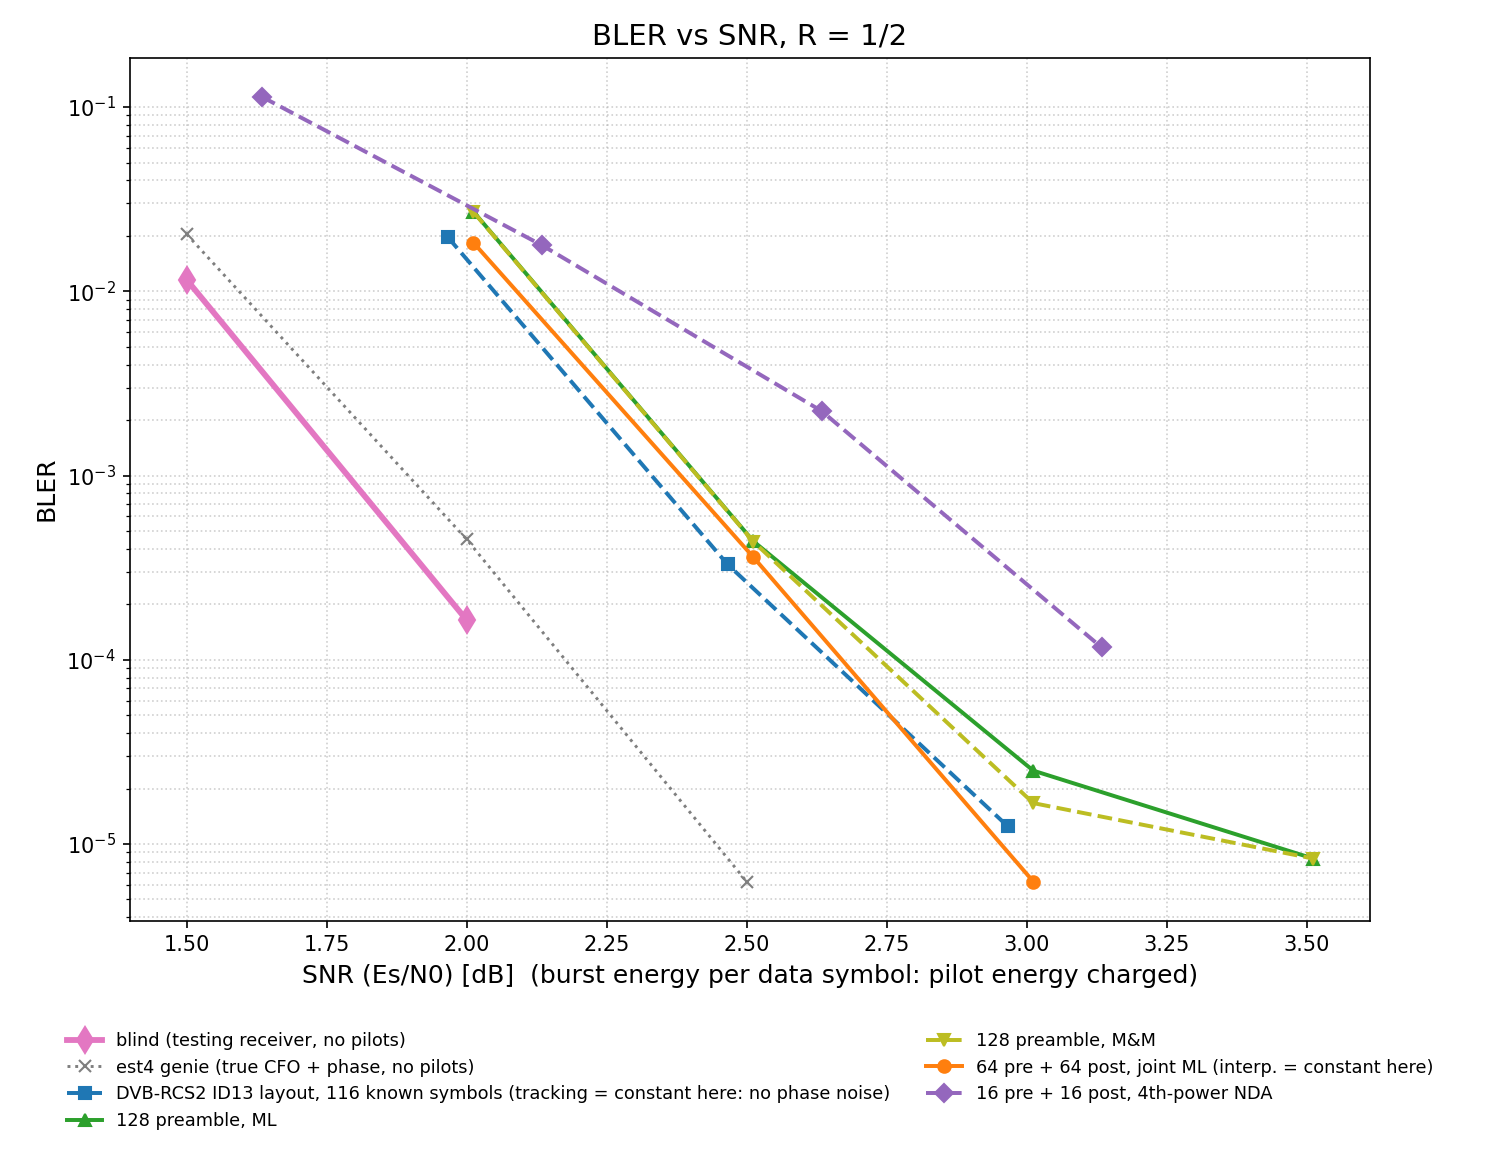 BLER vs SNR, R = 1/2
BLER
10⁻¹
10⁻²
10⁻³
10⁻⁴
10⁻⁵
1.50 1.75 2.00 2.25 2.50 2.75 3.00 3.25 3.50
SNR (Es/N0) [dB]  (burst energy per data symbol: pilot energy charged)
blind (testing receiver, no pilots)
est4 genie (true CFO + phase, no pilots)
DVB-RCS2 ID13 layout, 116 known symbols (tracking = constant here: no phase noise)
128 preamble, ML
128 preamble, M&M
64 pre + 64 post, joint ML (interp. = constant here)
16 pre + 16 post, 4th-power NDA